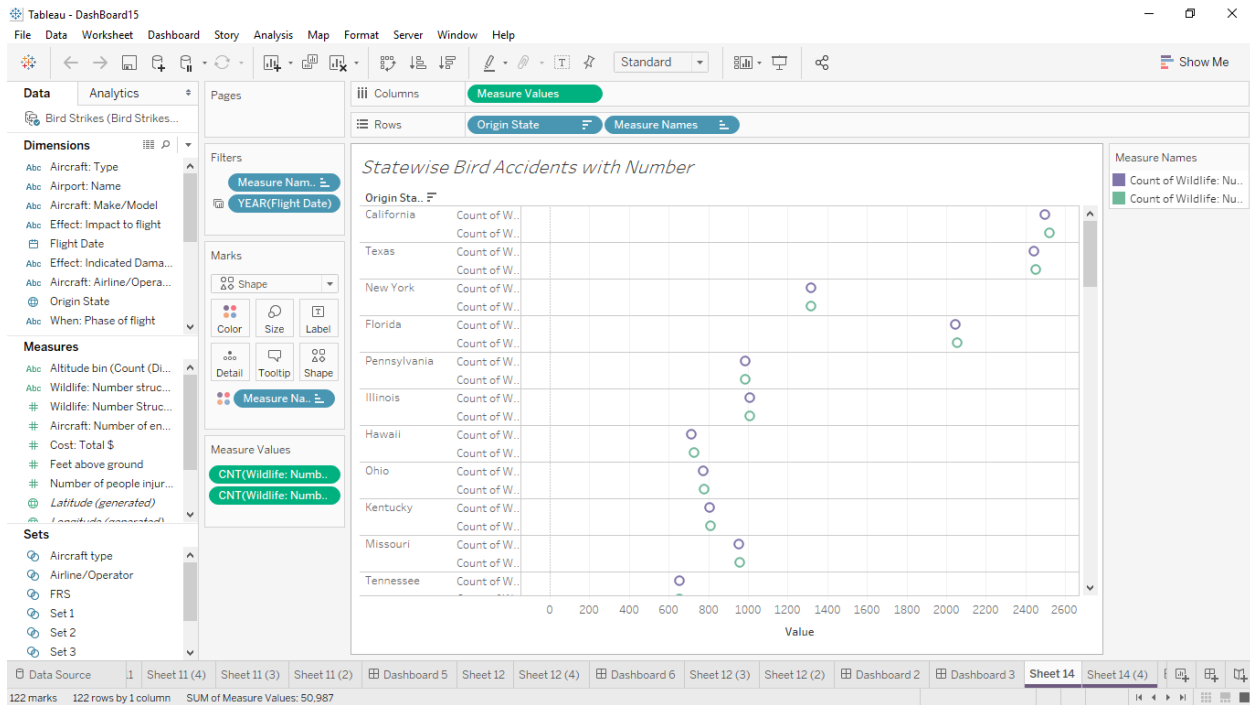 Tableau - DashBoard15
File Data Worksheet Dashboard Story Analysis Map Format Server Window Help
Standard
Show Me
Data Analytics
Bird Strikes (Bird Strikes...
Dimensions
Abc Aircraft: Type
Abc Airport: Name
Abc Aircraft: Make/Model
Abc Effect: Impact to flight
Flight Date
Abc Effect: Indicated Dama...
Abc Aircraft: Airline/Opera...
Origin State
Abc When: Phase of flight
Measures
Abc Altitude bin (Count (Di...
Abc Wildlife: Number struc...
# Wildlife: Number Struc...
# Aircraft: Number of en...
# Cost: Total $
# Feet above ground
# Number of people injur...
Latitude (generated)
Longitude (generated)
Sets
Aircraft type
Airline/Operator
FRS
Set 1
Set 2
Set 3
Pages
Filters
Measure Nam..
YEAR(Flight Date)
Marks
Shape
Color Size Label
Detail Tooltip Shape
Measure Na..
Measure Values
CNT(Wildlife: Numb..
CNT(Wildlife: Numb..
Columns Measure Values
Rows Origin State Measure Names
Statewise Bird Accidents with Number
Origin Sta..
California Count of W..
Count of W..
Texas Count of W..
Count of W..
New York Count of W..
Count of W..
Florida Count of W..
Count of W..
Pennsylvania Count of W..
Count of W..
Illinois Count of W..
Count of W..
Hawaii Count of W..
Count of W..
Ohio Count of W..
Count of W..
Kentucky Count of W..
Count of W..
Missouri Count of W..
Count of W..
Tennessee Count of W..
0 200 400 600 800 1000 1200 1400 1600 1800 2000 2200 2400 2600
Value
Measure Names
Count of Wildlife: Nu..
Count of Wildlife: Nu..
Data Source 11 Sheet 11 (4) Sheet 11 (3) Sheet 11 (2) Dashboard 5 Sheet 12 Sheet 12 (4) Dashboard 6 Sheet 12 (3) Sheet 12 (2) Dashboard 2 Dashboard 3 Sheet 14 Sheet 14 (4)
122 marks 122 rows by 1 column SUM of Measure Values: 50,987